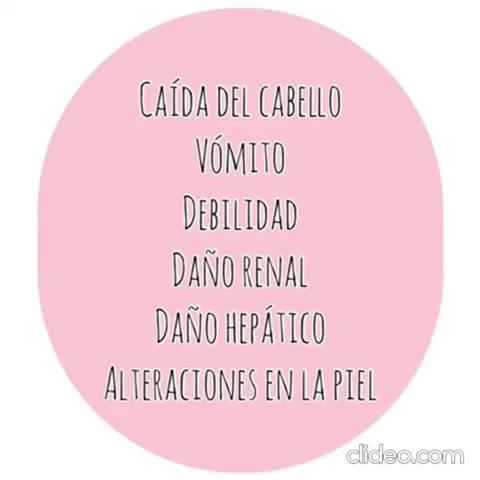 CAÍDA DEL CABELLO
VÓMITO
DEBILIDAD
DAÑO RENAL
DAÑO HEPÁTICO
ALTERACIONES EN LA PIEL
clideo.com